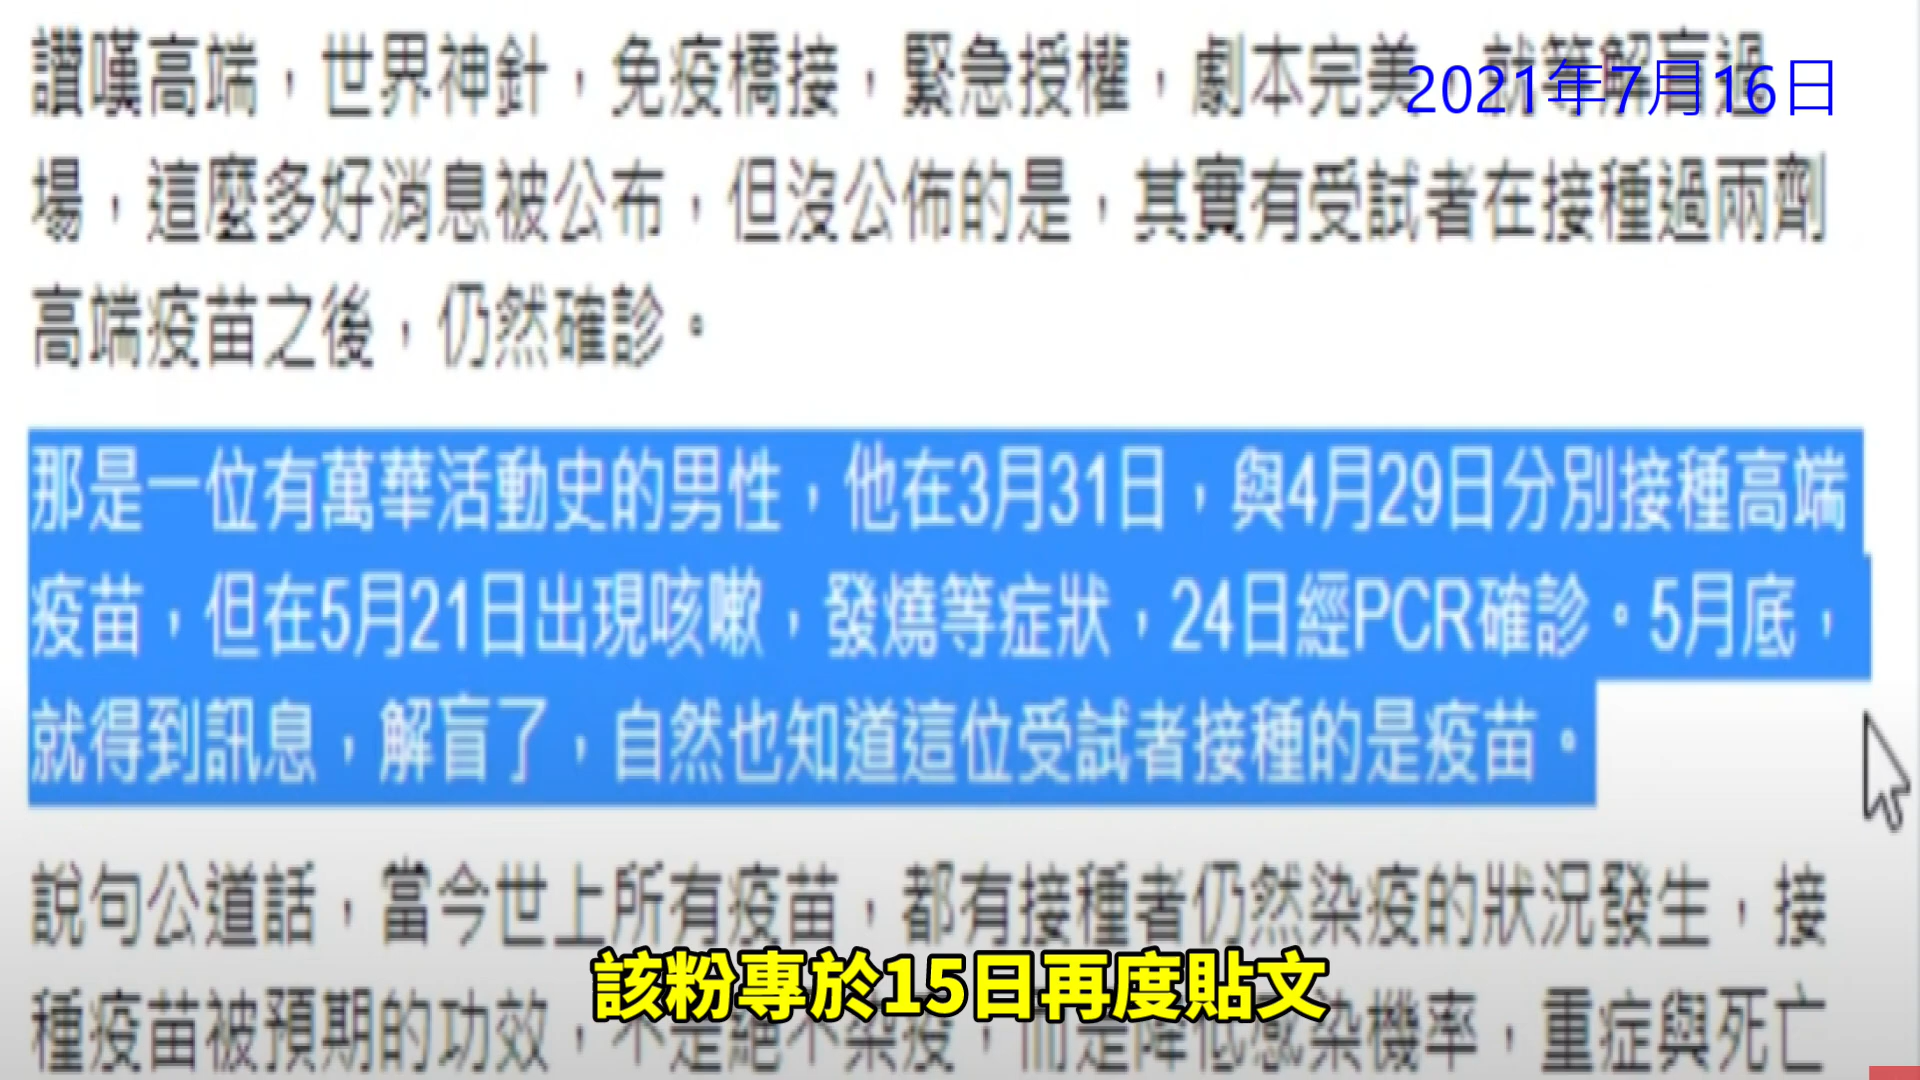 讚嘆高端，世界神針，免疫橋接，緊急授權，劇本完美，就等解盲過
2021年7月16日
場，這麼多好消息被公布，但沒公佈的是，其實有受試者在接種過兩劑
高端疫苗之後，仍然確診。
那是一位有萬華活動史的男性，他在3月31日，與4月29日分別接種高端
疫苗，但在5月21日出現咳嗽，發燒等症狀，24日經PCR確診。5月底，
就得到訊息，解盲了，自然也知道這位受試者接種的是疫苗。
說句公道話，當今世上所有疫苗，都有接種者仍然染疫的狀況發生，接
種疫苗被預期的功效，不是絕不染疫，而是降低感染機率，重症與死亡
該粉專於15日再度貼文